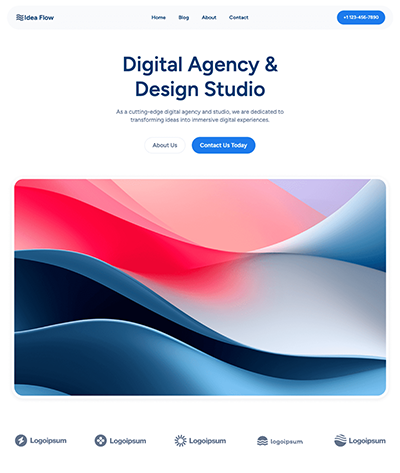 Idea Flow
Home Blog About Contact
+1 123-456-7890
Digital Agency &
Design Studio
As a cutting-edge digital agency and studio, we are dedicated to
transforming ideas into immersive digital experiences.
About Us
Contact Us Today
Logoipsum
Logoipsum
Logoipsum
logoipsum
Logoipsum